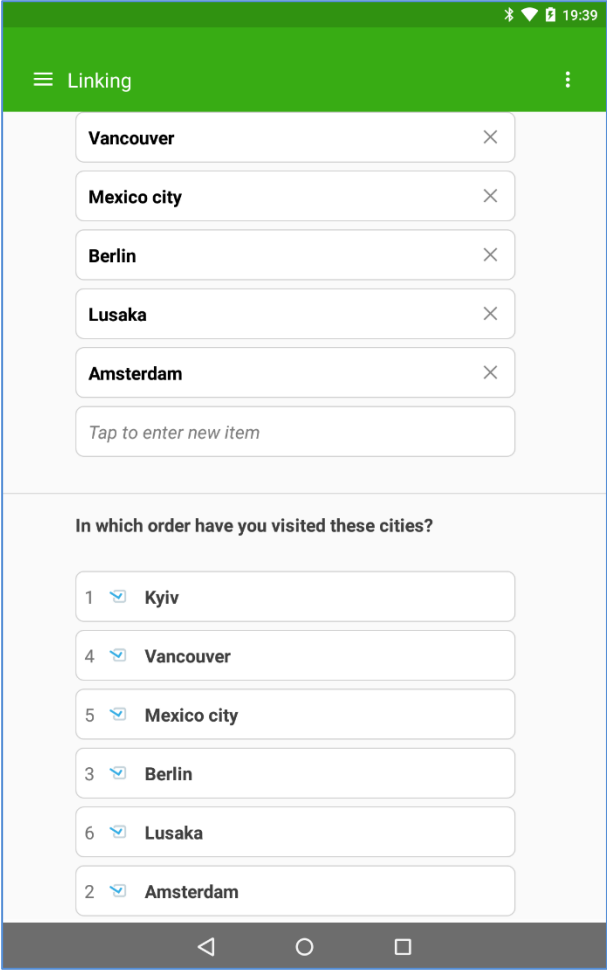 19:39
Linking
Vancouver
Mexico city
Berlin
Lusaka
Amsterdam
Tap to enter new item
In which order have you visited these cities?
1 Kyiv
4 Vancouver
5 Mexico city
3 Berlin
6 Lusaka
2 Amsterdam